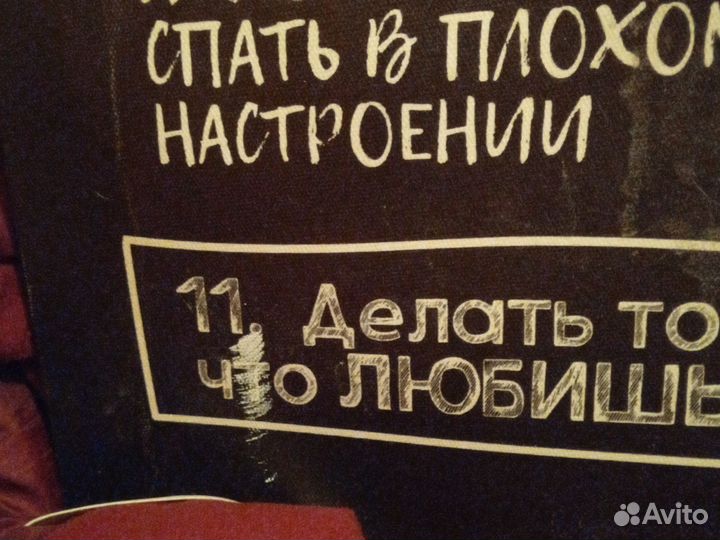 СПАТЬ В ПЛОХОМ
НАСТРОЕНИИ
11. Делать то
что ЛЮБИШЬ
Avito